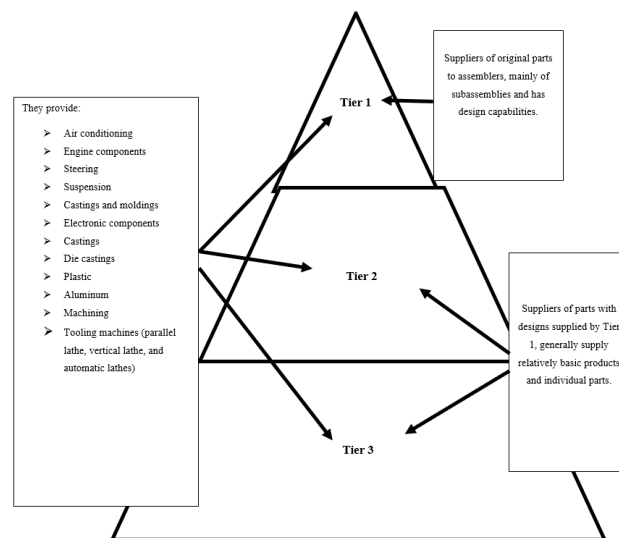 Suppliers of original parts
to assemblers, mainly of
subassemblies and has
design capabilities.
Tier 1
They provide:
➤ Air conditioning
➤ Engine components
➤ Steering
➤ Suspension
➤ Castings and moldings
➤ Electronic components
➤ Castings
➤ Die castings
➤ Plastic
➤ Aluminum
➤ Machining
➤ Tooling machines (parallel
lathe, vertical lathe, and
automatic lathes)
Tier 2
Suppliers of parts with
designs supplied by Tier
1, generally supply
relatively basic products
and individual parts.
Tier 3